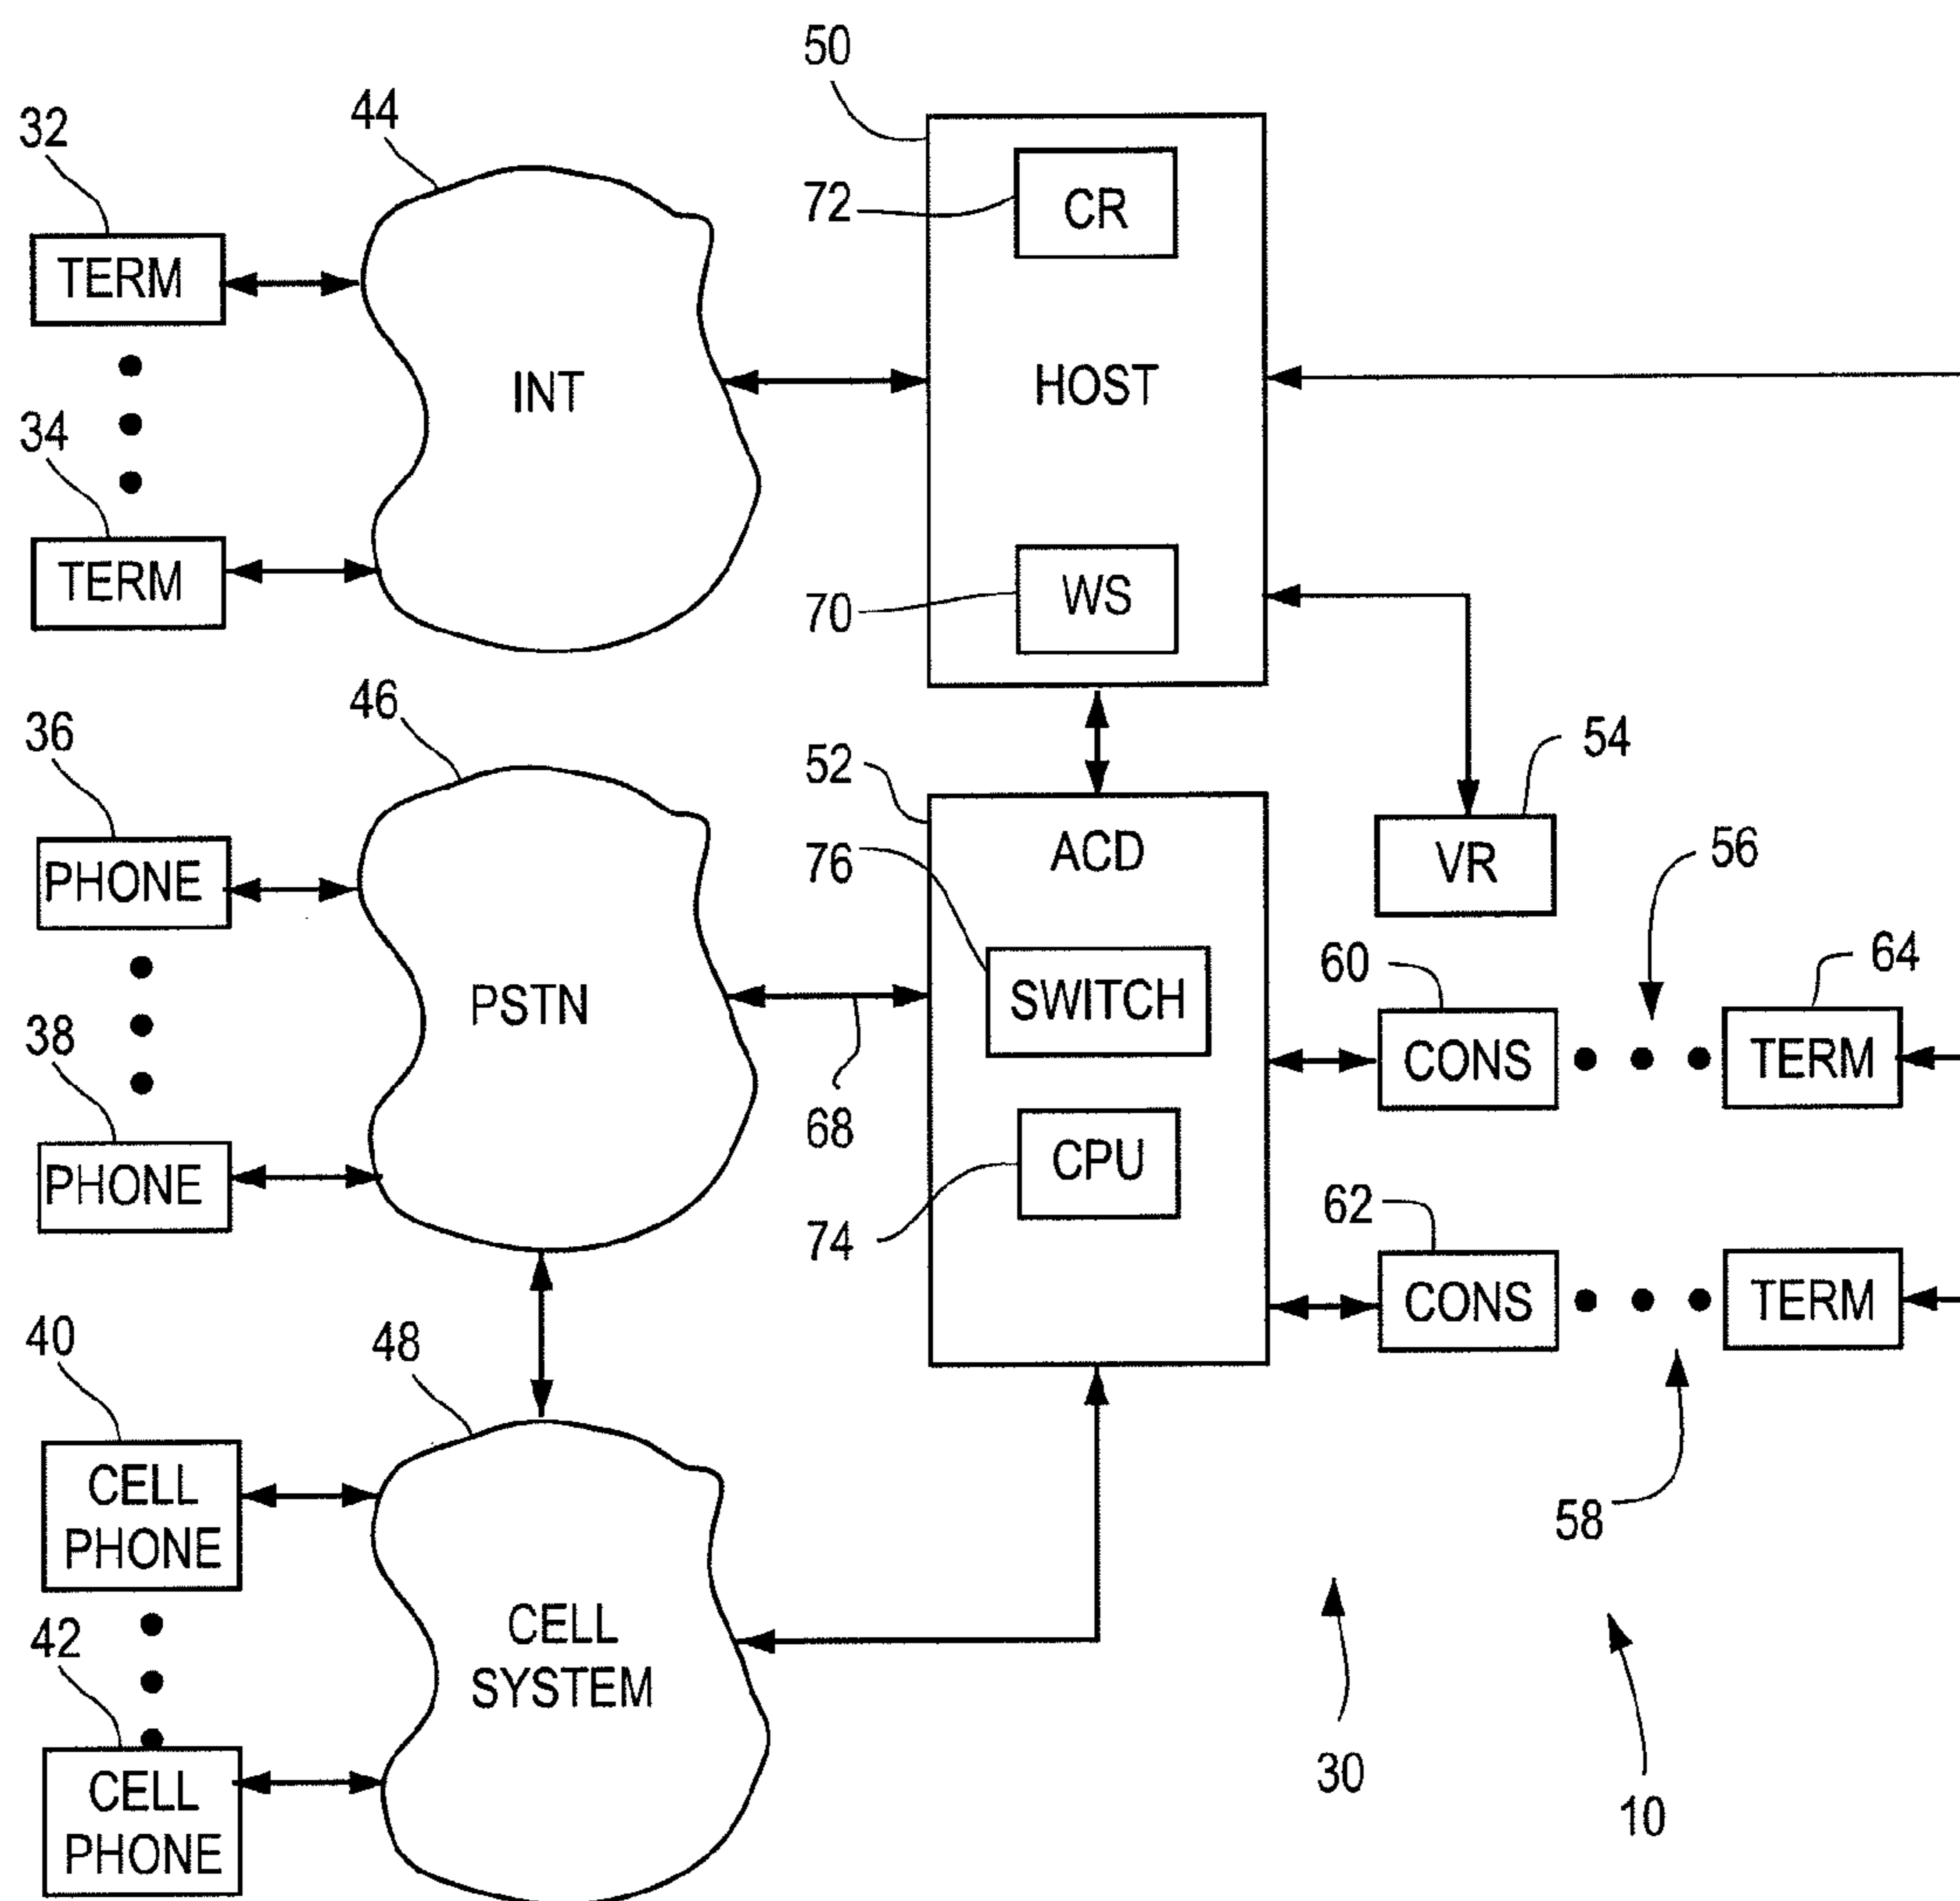 50
44
32
72
CR
TERM
INT
HOST
34
TERM
70
WS
46
36
52
54
ACD
76
VR
56
PHONE
60
64
PSTN
SWITCH
38
CONS
TERM
68
CPU
PHONE
74
62
CONS
TERM
40
48
CELL
PHONE
58
42
CELL
SYSTEM
30
10
CELL
PHONE